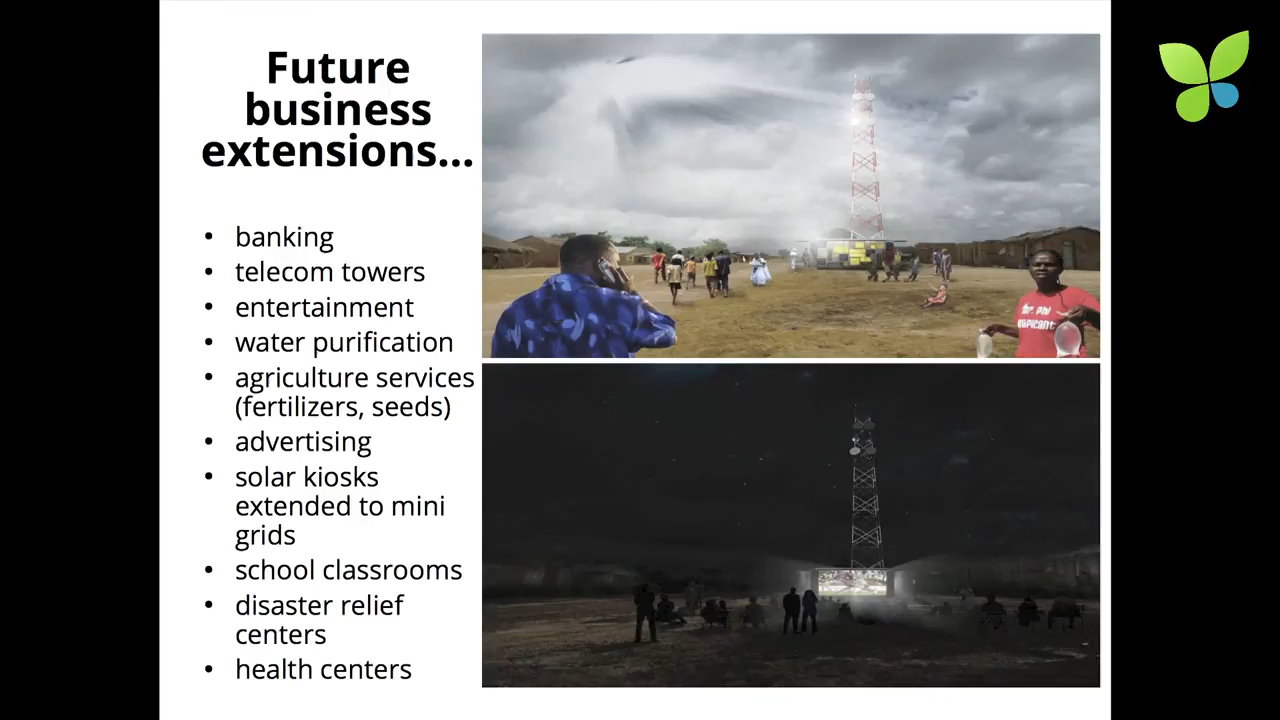 Future
business
extensions...
• banking
• telecom towers
• entertainment
• water purification
• agriculture services
(fertilizers, seeds)
• advertising
• solar kiosks
extended to mini
grids
• school classrooms
• disaster relief
centers
• health centers